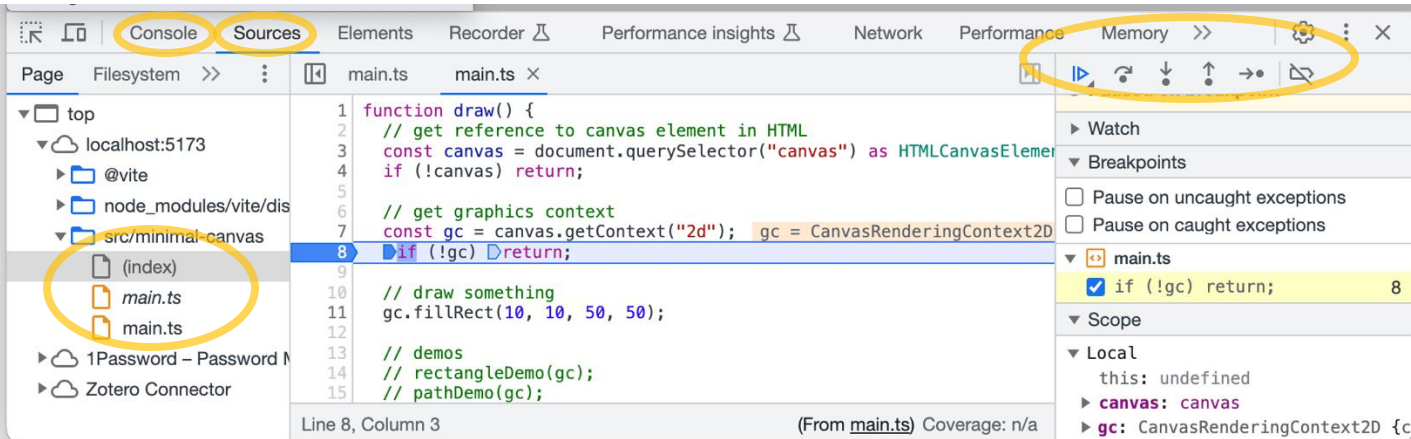 Console Sources Elements Recorder Performance insights Network Performance Memory
Page Filesystem main.ts main.ts
top
localhost:5173
@vite
node_modules/vite/dis
src/minimal-canvas
(index)
main.ts
main.ts
1Password – Password M
Zotero Connector
1 function draw() {
2 // get reference to canvas element in HTML
3 const canvas = document.querySelector("canvas") as HTMLCanvasElemen
4 if (!canvas) return;
5
6 // get graphics context
7 const gc = canvas.getContext("2d"); gc = CanvasRenderingContext2D
8 if (!gc) return;
9
10 // draw something
11 gc.fillRect(10, 10, 50, 50);
12
13 // demos
14 // rectangleDemo(gc);
15 // pathDemo(gc);
Line 8, Column 3 (From main.ts) Coverage: n/a
Watch
Breakpoints
Pause on uncaught exceptions
Pause on caught exceptions
main.ts
if (!gc) return; 8
Scope
Local
this: undefined
canvas: canvas
gc: CanvasRenderingContext2D {c